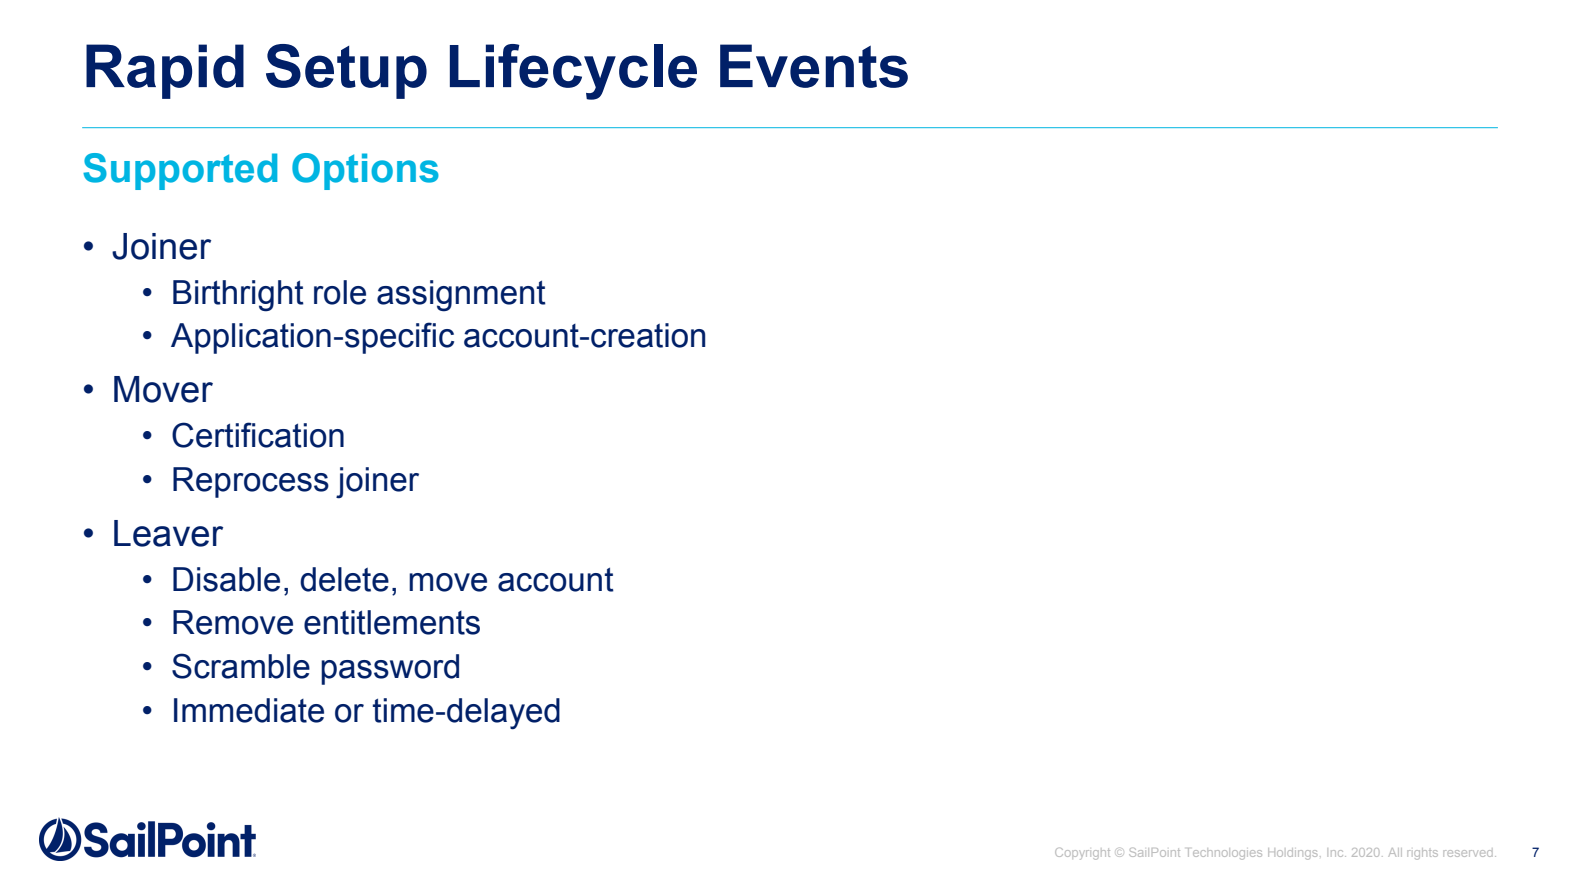 Rapid Setup Lifecycle Events
Supported Options
• Joiner
• Birthright role assignment
• Application-specific account-creation
• Mover
• Certification
• Reprocess joiner
• Leaver
• Disable, delete, move account
• Remove entitlements
• Scramble password
• Immediate or time-delayed
SailPoint
Copyright © SailPoint Technologies Holdings, Inc. 2020. All rights reserved. 7